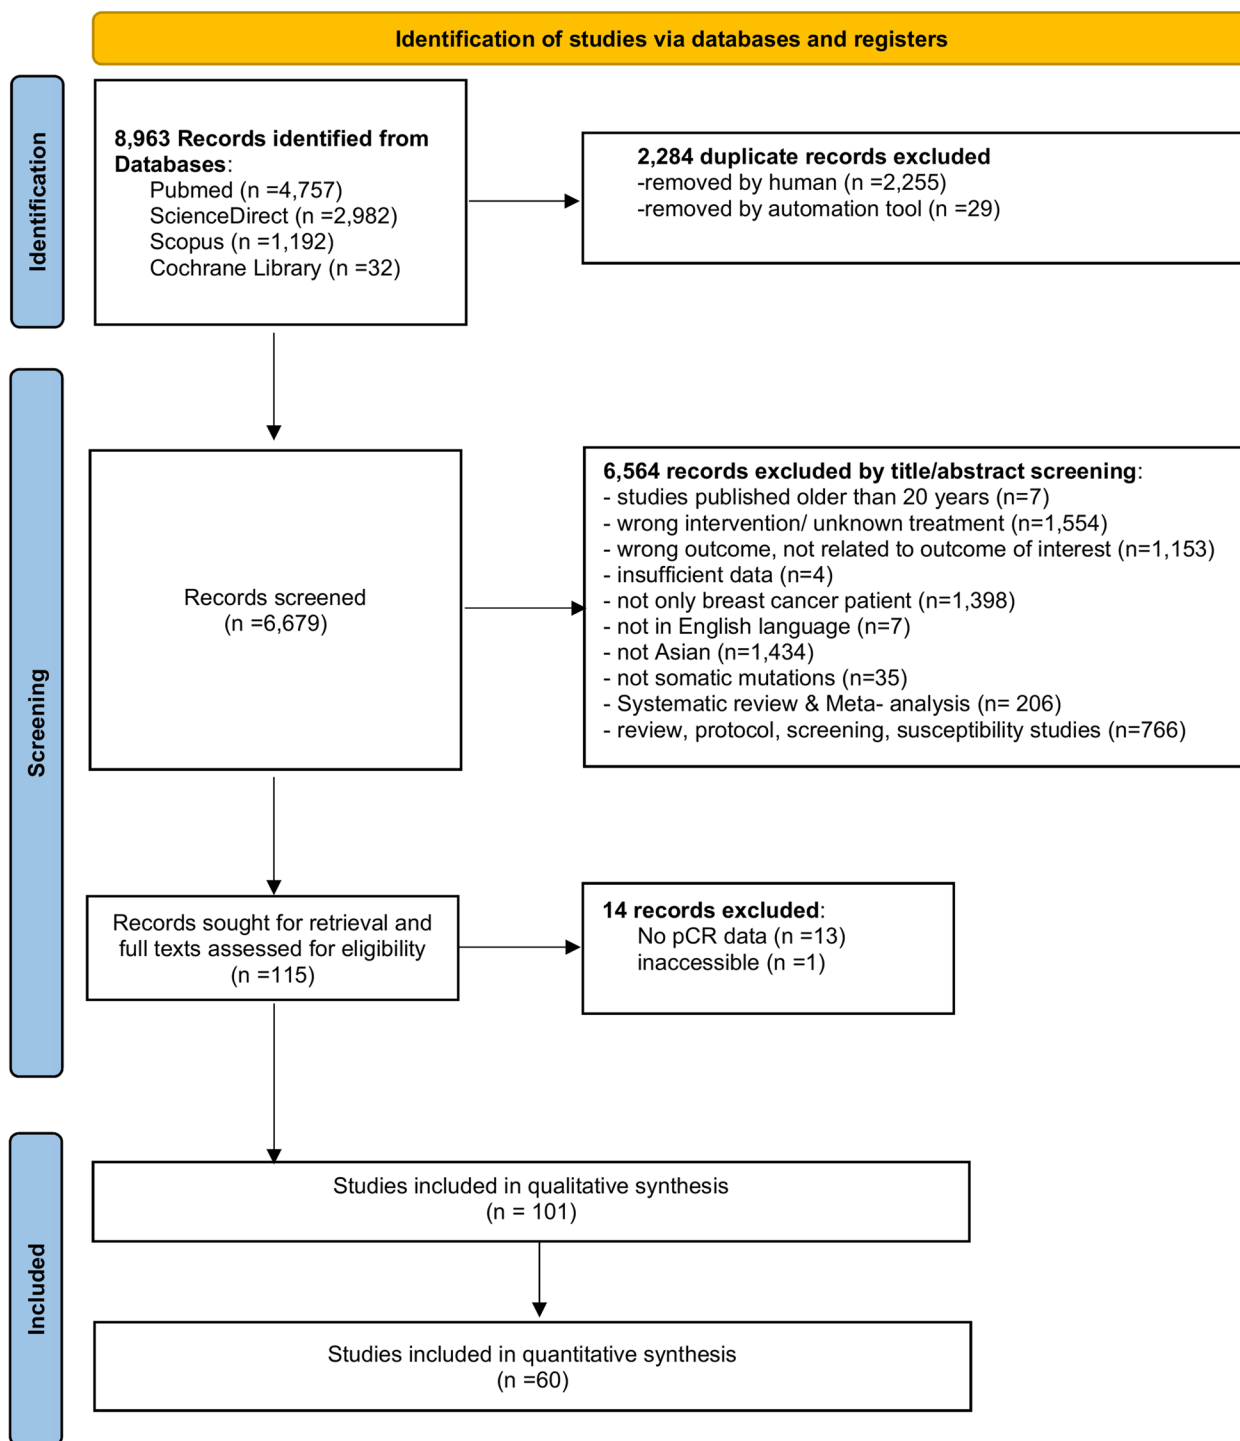 Identification of studies via databases and registers
Identification
8,963 Records identified from
Databases:
Pubmed (n =4,757)
ScienceDirect (n =2,982)
Scopus (n =1,192)
Cochrane Library (n =32)
2,284 duplicate records excluded
-removed by human (n =2,255)
-removed by automation tool (n =29)
Screening
Records screened
(n =6,679)
6,564 records excluded by title/abstract screening:
- studies published older than 20 years (n=7)
- wrong intervention/ unknown treatment (n=1,554)
- wrong outcome, not related to outcome of interest (n=1,153)
- insufficient data (n=4)
- not only breast cancer patient (n=1,398)
- not in English language (n=7)
- not Asian (n=1,434)
- not somatic mutations (n=35)
- Systematic review & Meta- analysis (n= 206)
- review, protocol, screening, susceptibility studies (n=766)
Records sought for retrieval and
full texts assessed for eligibility
(n =115)
14 records excluded:
No pCR data (n =13)
inaccessible (n =1)
Included
Studies included in qualitative synthesis
(n = 101)
Studies included in quantitative synthesis
(n =60)